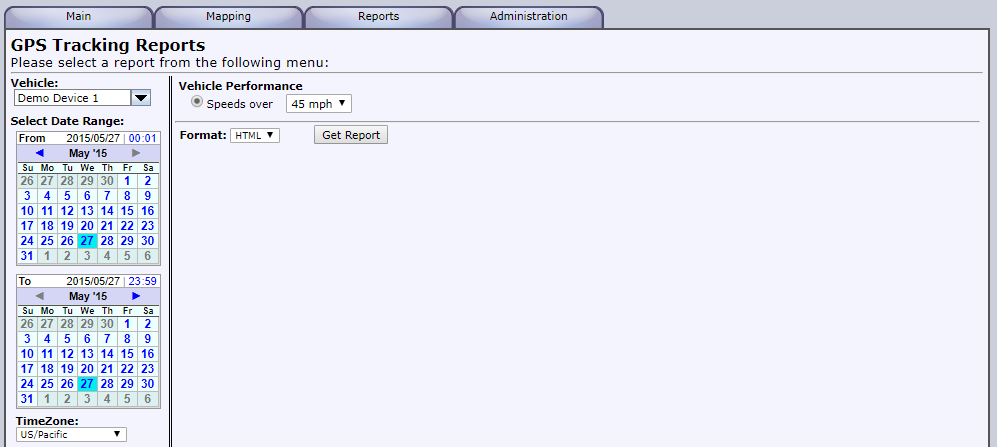 Main Mapping Reports Administration
GPS Tracking Reports
Please select a report from the following menu:
Vehicle:
Demo Device 1
Select Date Range:
From 2015/05/27 | 00:01
May '15
Su Mo Tu We Th Fr Sa
26 27 28 29 30 1 2
3 4 5 6 7 8 9
10 11 12 13 14 15 16
17 18 19 20 21 22 23
24 25 26 27 28 29 30
31 1 2 3 4 5 6
To 2015/05/27 | 23:59
May '15
Su Mo Tu We Th Fr Sa
26 27 28 29 30 1 2
3 4 5 6 7 8 9
10 11 12 13 14 15 16
17 18 19 20 21 22 23
24 25 26 27 28 29 30
31 1 2 3 4 5 6
TimeZone:
US/Pacific
Vehicle Performance
Speeds over 45 mph
Format: HTML Get Report